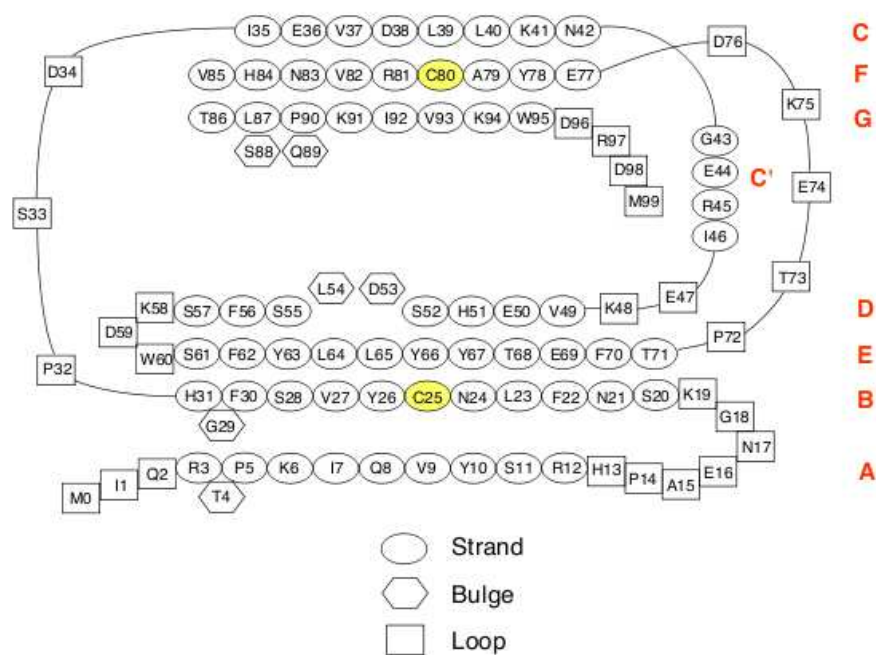 I35 E36 V37 D38 L39 L40 K41 N42 D76 C
D34 V85 H84 N83 V82 R81 C80 A79 Y78 E77 F
K75
T86 L87 P90 K91 I92 V93 K94 W95 D96 G
S88 Q89 R97 G43
D98 E44 C'
M99 R45 E74
S33 I46
T73
K58 L54 D53 E47
S57 F56 S55 S52 H51 E50 V49 K48 D
D59 P72
W60 S61 F62 Y63 L64 L65 Y66 Y67 T68 E69 F70 T71 E
P32
H31 F30 S28 V27 Y26 C25 N24 L23 F22 N21 S20 K19 B
G29 G18
N17
Q2 R3 P5 K6 I7 Q8 V9 Y10 S11 R12 H13 E16 A
M0 I1 T4 P14 A15
Strand
Bulge
Loop